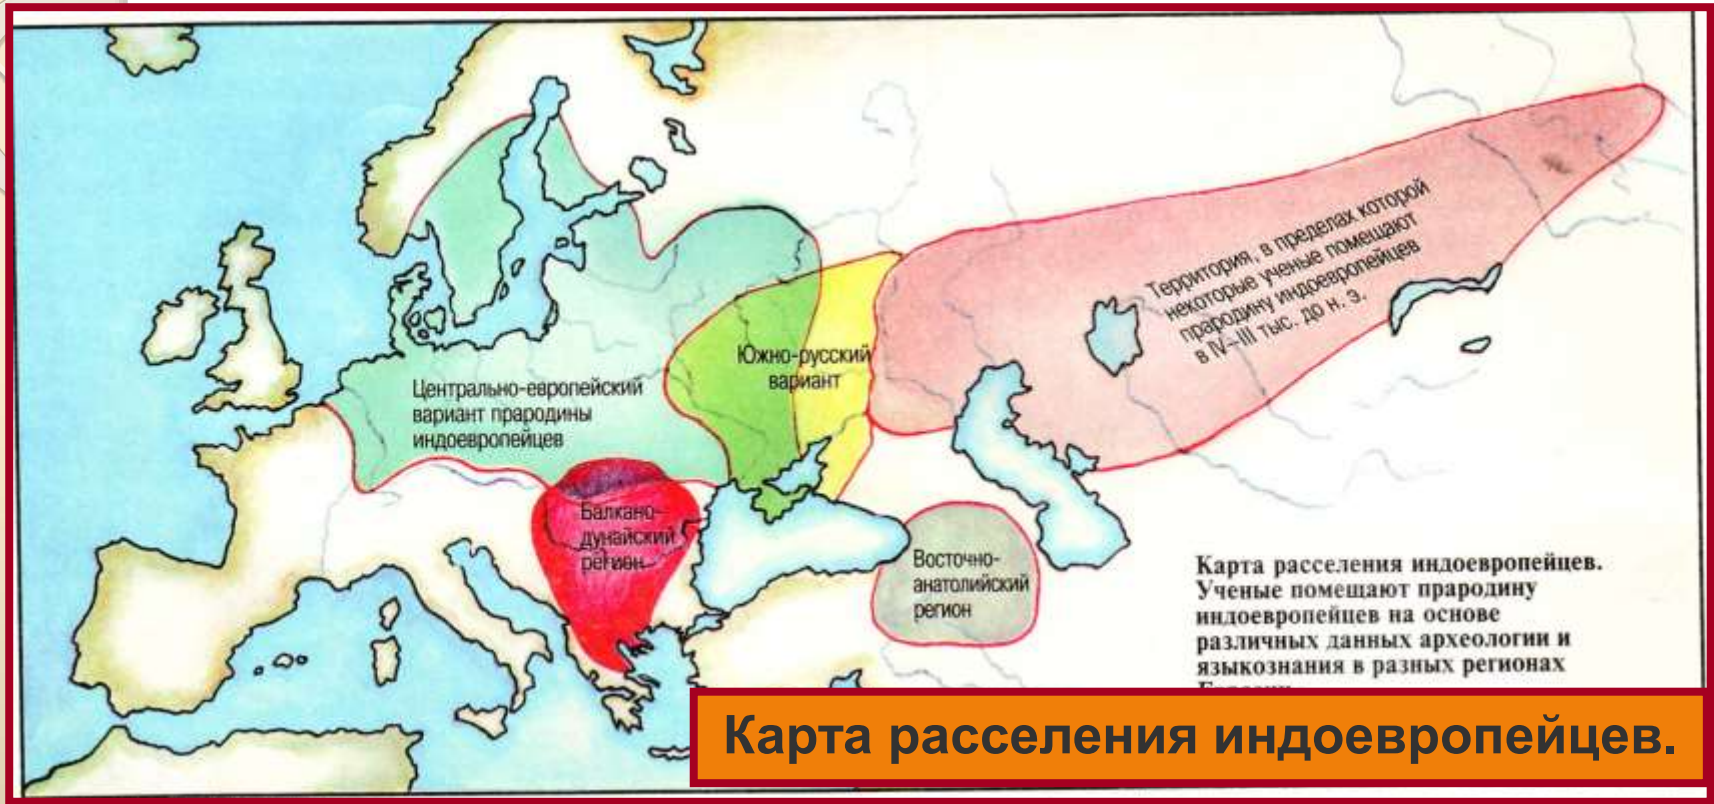 Территория, в пределах которой
некоторые ученые помещают
прародину индоевропейцев
в IV–III тыс. до н. э.
Южно-русский
вариант
Центрально-европейский
вариант прародины
индоевропейцев
Балкано-
дунайский
регион
Восточно-
анатолийский
регион
Карта расселения индоевропейцев.
Ученые помещают прародину
индоевропейцев на основе
различных данных археологии и
языкознания в разных регионах
Карта расселения индоевропейцев.